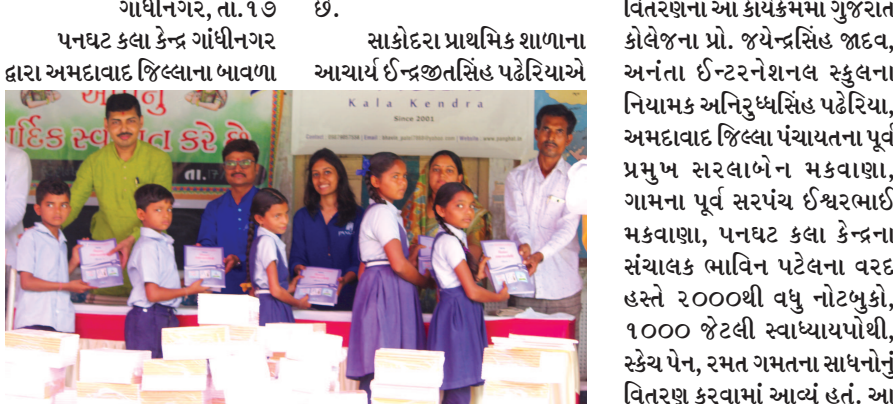 ગાંધીનગર, તા.૧૭
પનઘટ કલા કેન્દ્ર ગાંધીનગર
દ્વારા અમદાવાદ જિલ્લાના બાવળા
છે.
સાકોદરા પ્રાથમિક શાળાના
આચાર્ય ઈન્દ્રજીતસિંહ પઢેરિયાએ
સ્વાગત કરે છે
તા.
Kala Kendra
Since 2001
વિતરણના આ કાર્યક્રમમાં ગુજરાત
કોલેજના પ્રો. જયેન્દ્રસિંહ જાદવ,
અનંતા ઈન્ટરનેશનલ સ્કુલના
નિયામક અનિરુધ્ધસિંહ પઢેરિયા,
અમદાવાદ જિલ્લા પંચાયતના પૂર્વ
પ્રમુખ સરલાબેન મકવાણા,
ગામના પૂર્વ સરપંચ ઈશ્વરભાઈ
મકવાણા, પનઘટ કલા કેન્દ્રના
સંચાલક ભાવિન પટેલના વરદ
હસ્તે ૨૦૦૦થી વધુ નોટબુકો,
૧૦૦૦ જેટલી સ્વાધ્યાયપોથી,
સ્કેચ પેન, રમત ગમતના સાધનોનું
વિતરણ કરવામાં આવ્યું હતું. આ